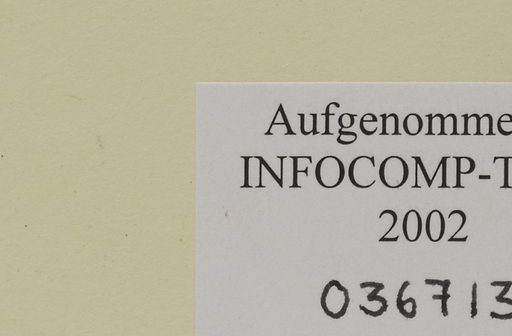 Aufgenomme
INFOCOMP-T
2002
036713